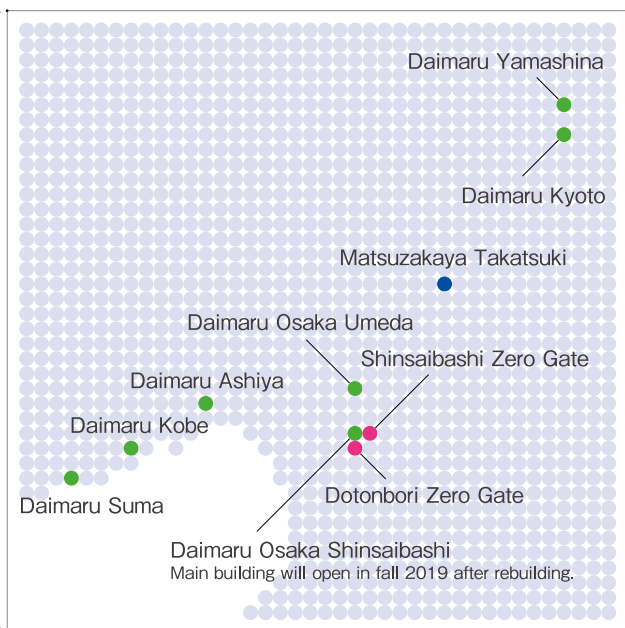 Daimaru Yamashina
Daimaru Kyoto
Matsuzakaya Takatsuki
Daimaru Osaka Umeda
Shinsaibashi Zero Gate
Daimaru Ashiya
Daimaru Kobe
Dotonbori Zero Gate
Daimaru Suma
Daimaru Osaka Shinsaibashi
Main building will open in fall 2019 after rebuilding.